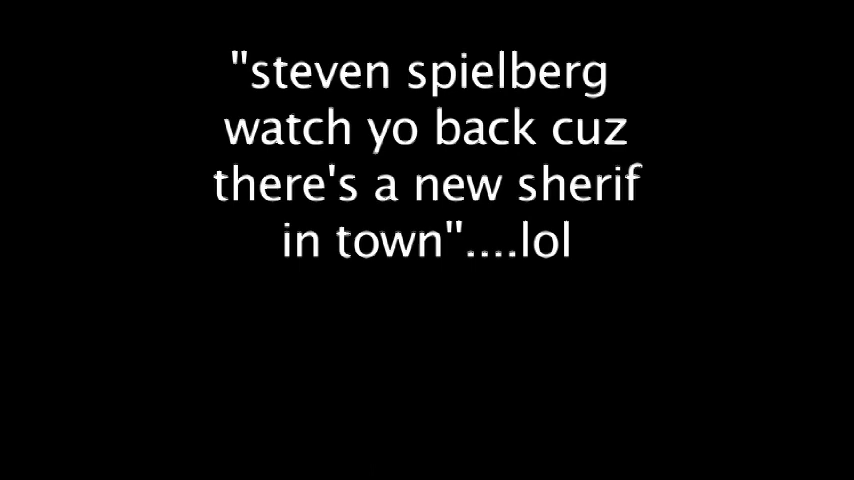 "steven spielberg
watch yo back cuz
there's a new sherif
in town"....lol